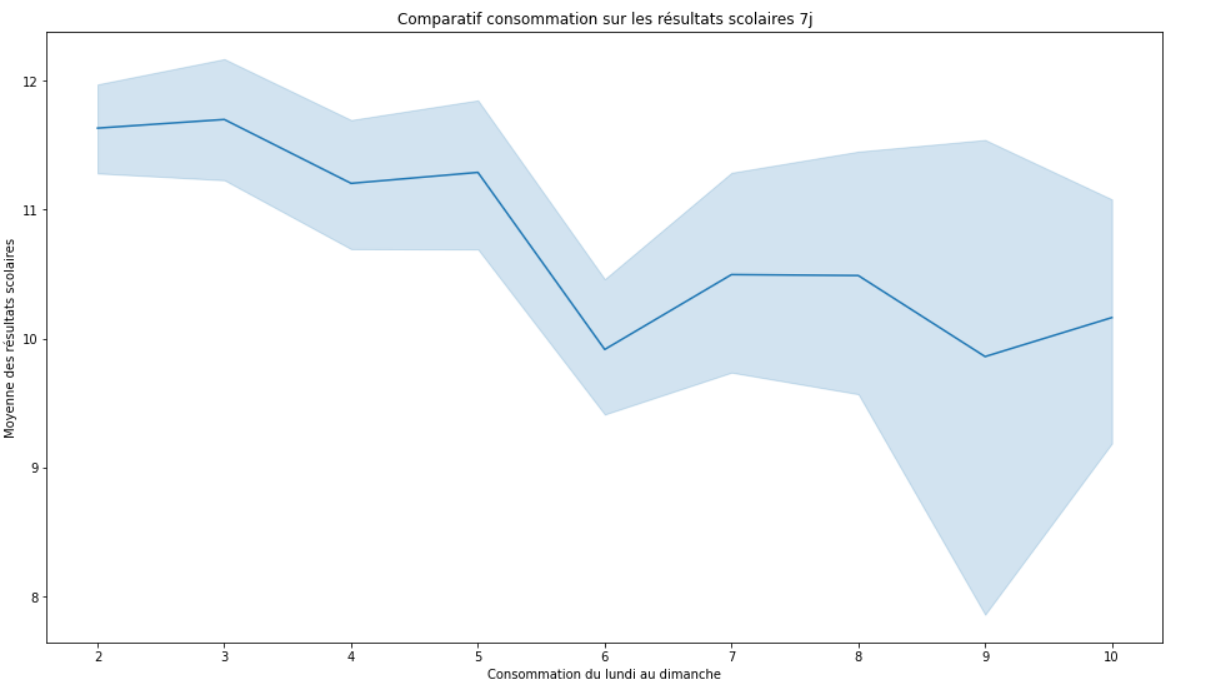 Comparatif consommation sur les résultats scolaires 7j
Moyenne des résultats scolaires
12
11
10
9
8
2 3 4 5 6 7 8 9 10
Consommation du lundi au dimanche